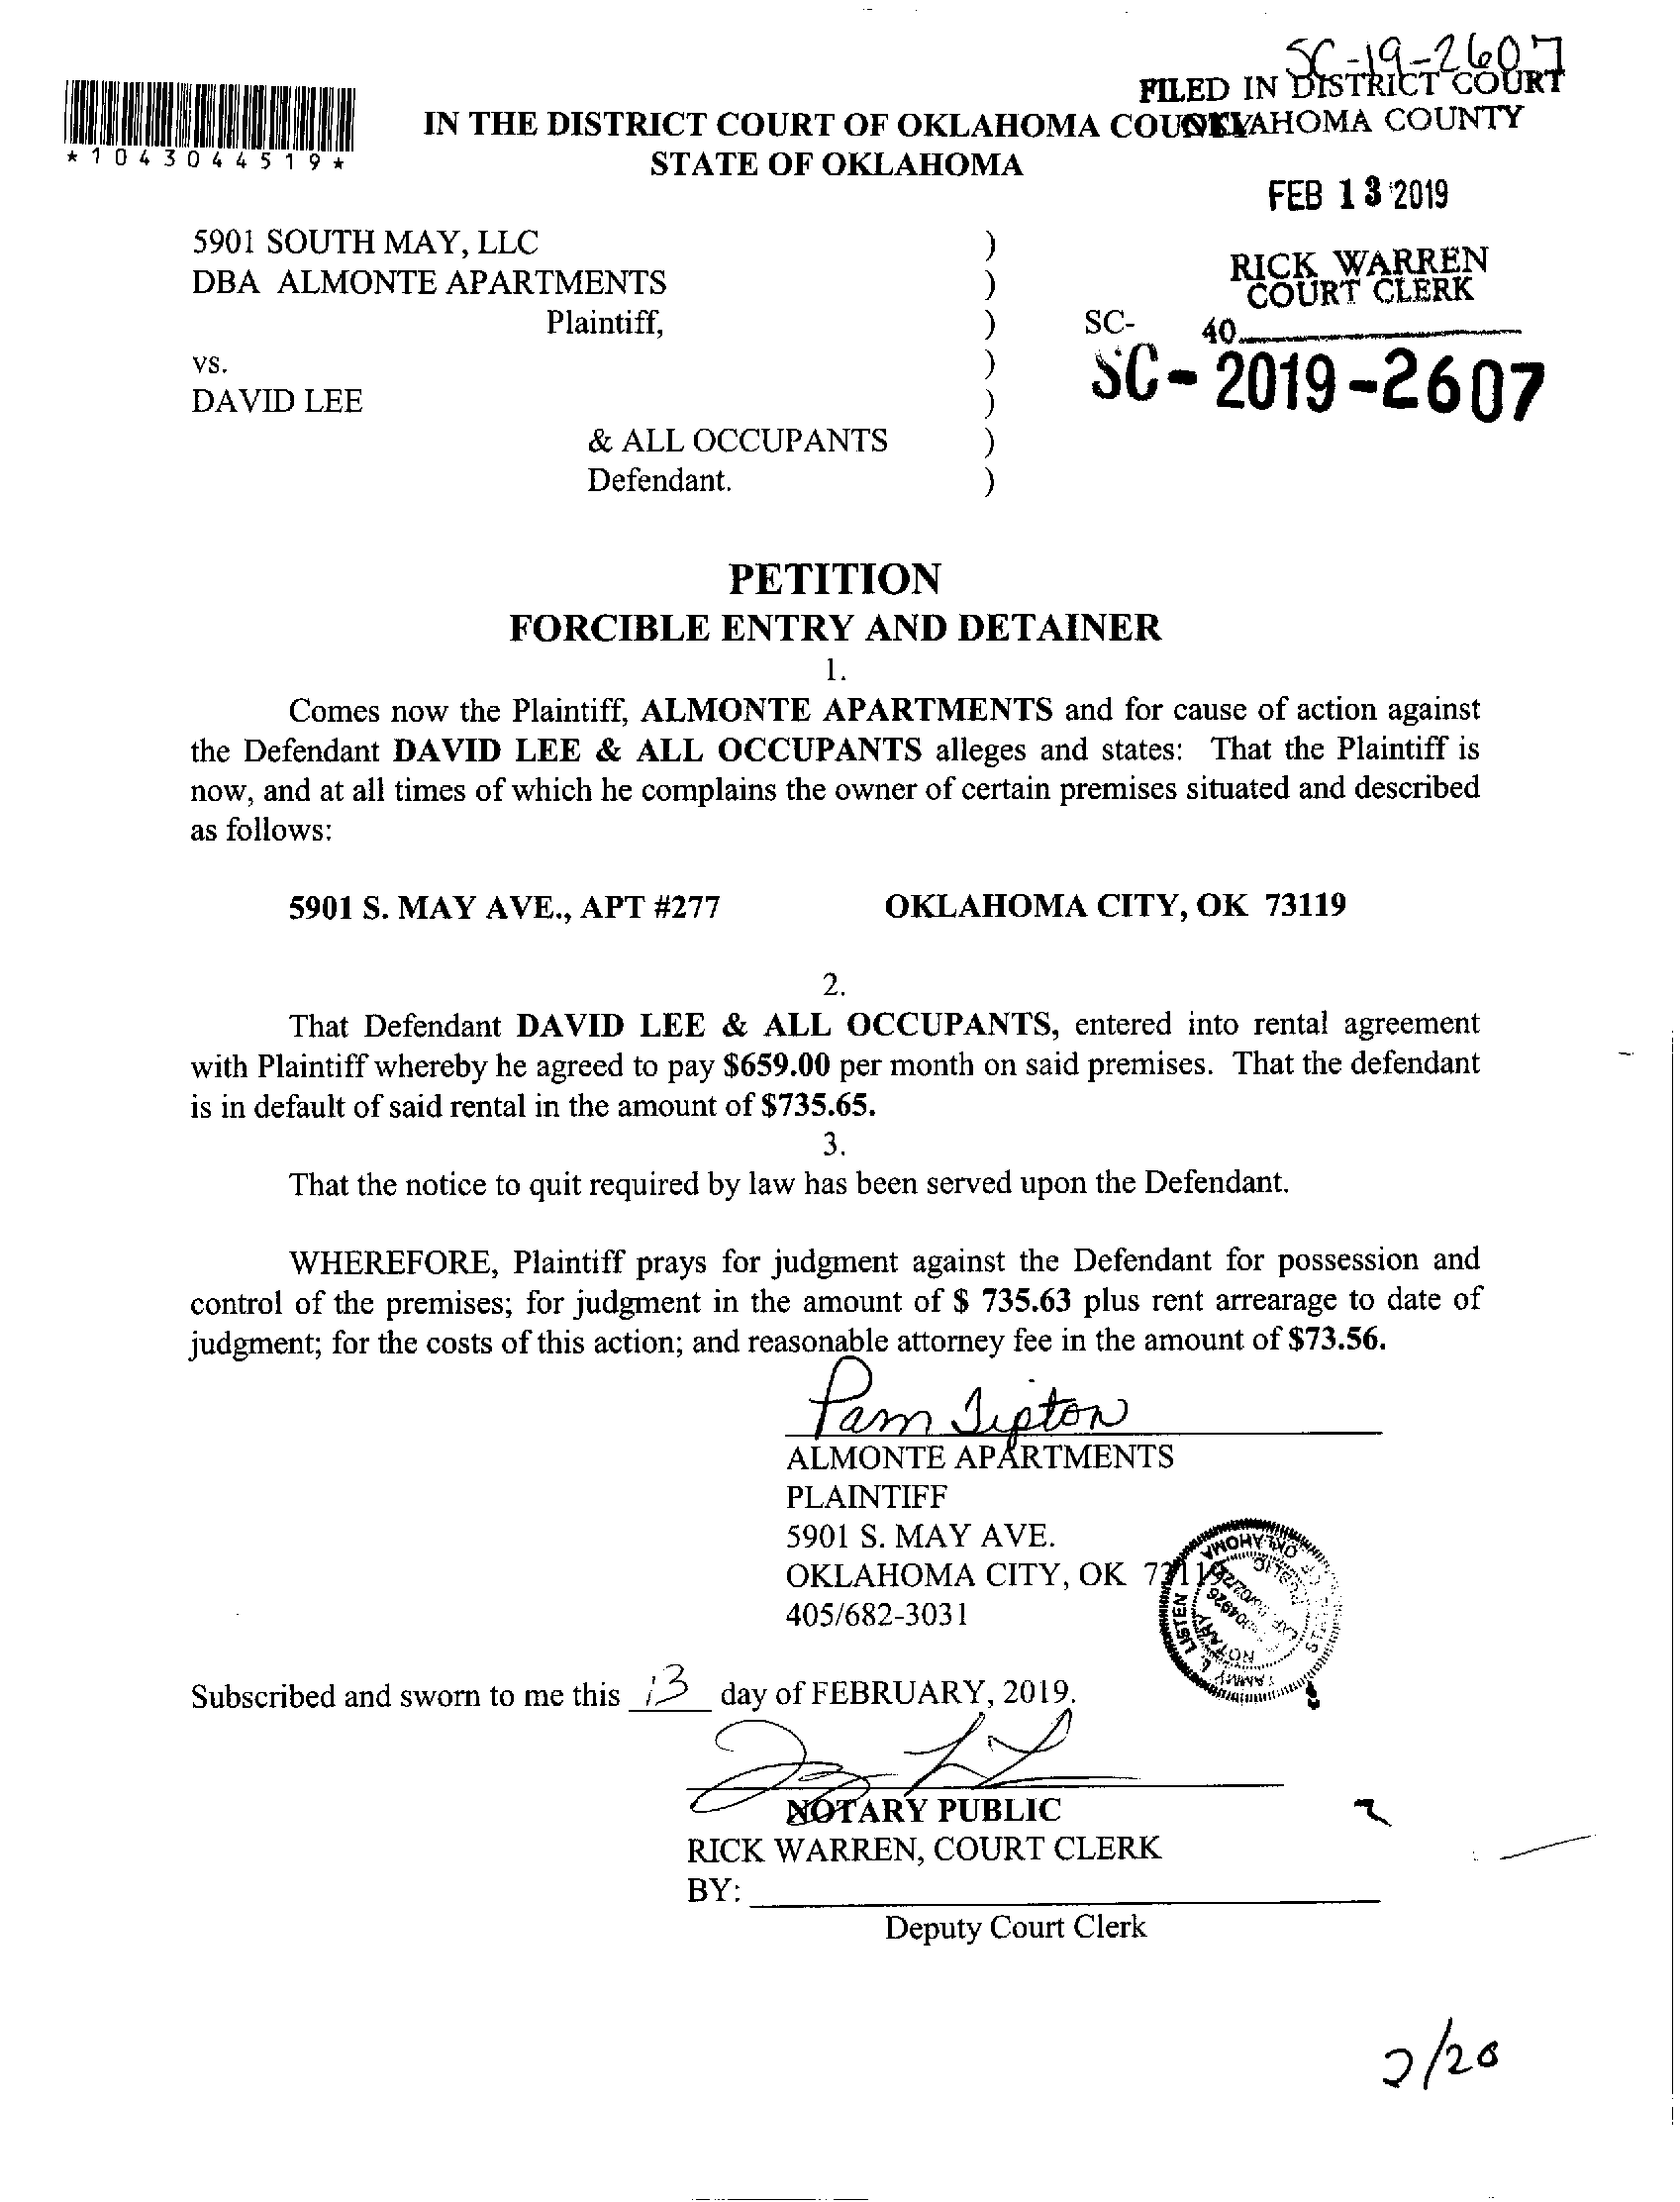 SC-19-2607
FILED IN DISTRICT COURT
OKLAHOMA COUNTY
*1043044519*
IN THE DISTRICT COURT OF OKLAHOMA COUNTY
STATE OF OKLAHOMA
FEB 13 2019
5901 SOUTH MAY, LLC )
DBA ALMONTE APARTMENTS )
RICK WARREN
COURT CLERK
Plaintiff, ) SC-
40
vs. )
SC-2019-2607
DAVID LEE )
& ALL OCCUPANTS )
Defendant. )
PETITION
FORCIBLE ENTRY AND DETAINER
1.
Comes now the Plaintiff, ALMONTE APARTMENTS and for cause of action against
the Defendant DAVID LEE & ALL OCCUPANTS alleges and states: That the Plaintiff is
now, and at all times of which he complains the owner of certain premises situated and described
as follows:
5901 S. MAY AVE., APT #277 OKLAHOMA CITY, OK 73119
2.
That Defendant DAVID LEE & ALL OCCUPANTS, entered into rental agreement
with Plaintiff whereby he agreed to pay $659.00 per month on said premises. That the defendant
is in default of said rental in the amount of $735.65.
3.
That the notice to quit required by law has been served upon the Defendant.
WHEREFORE, Plaintiff prays for judgment against the Defendant for possession and
control of the premises; for judgment in the amount of $ 735.63 plus rent arrearage to date of
judgment; for the costs of this action; and reasonable attorney fee in the amount of $73.56.
Pam Tipton
ALMONTE APARTMENTS
PLAINTIFF
5901 S. MAY AVE.
OKLAHOMA CITY, OK 73119
405/682-3031
TAMMY L LISTEN
NOTARY
OKLAHOMA
Subscribed and sworn to me this 13 day of FEBRUARY, 2019.
NOTARY PUBLIC
RICK WARREN, COURT CLERK
BY:
Deputy Court Clerk
2/20